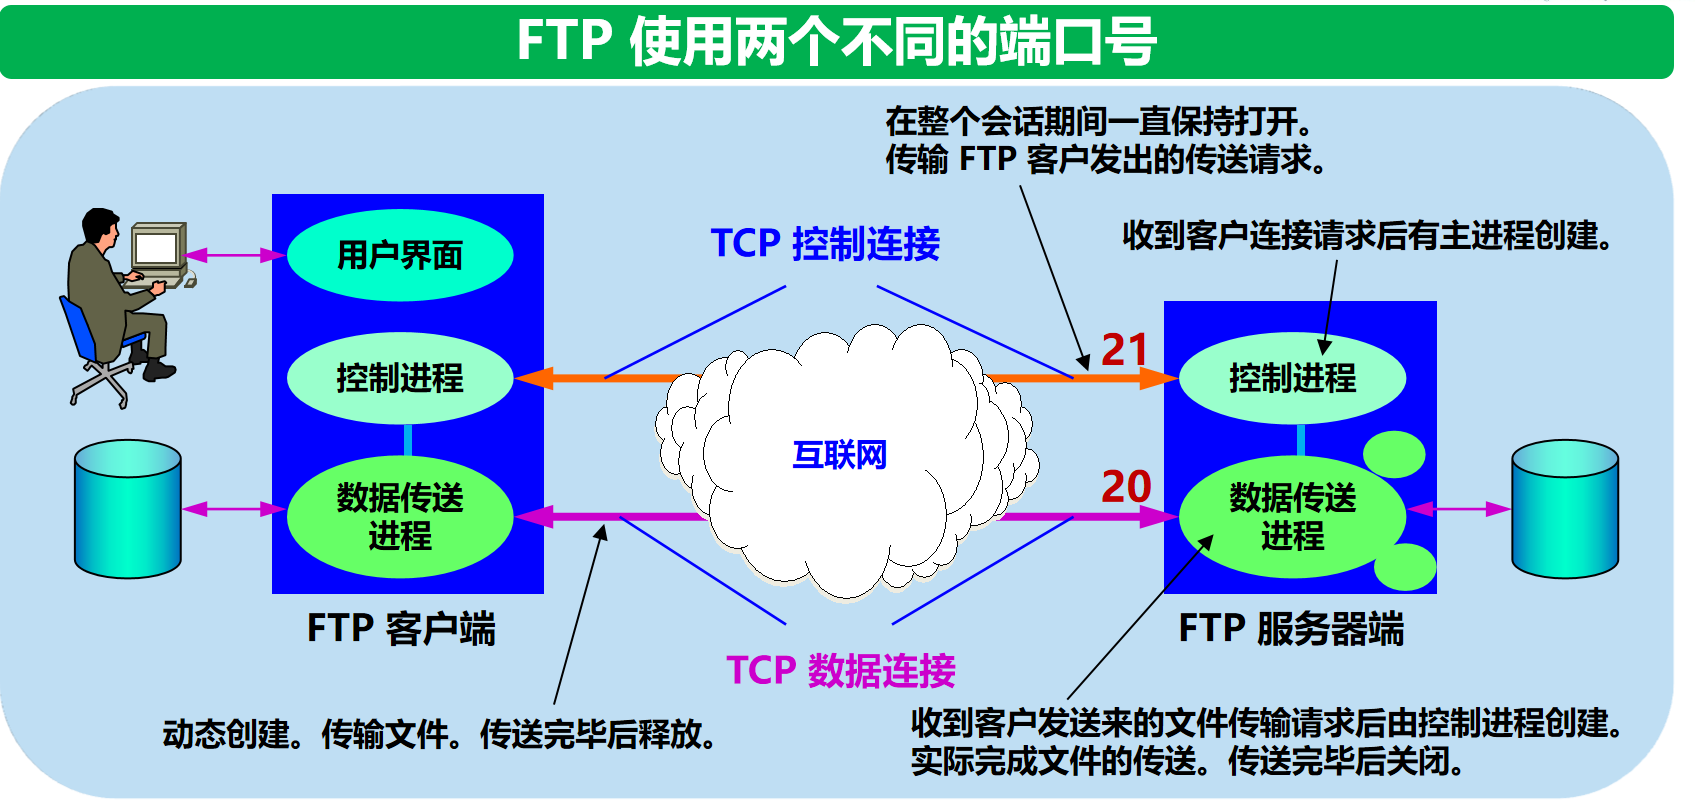 FTP 使用两个不同的端口号
在整个会话期间一直保持打开。
传输 FTP 客户发出的传送请求。
TCP 控制连接
收到客户连接请求后有主进程创建。
用户界面
控制进程
21
控制进程
互联网
数据传送
进程
20
数据传送
进程
FTP 客户端
FTP 服务器端
TCP 数据连接
动态创建。传输文件。传送完毕后释放。
收到客户发送来的文件传输请求后由控制进程创建。
实际完成文件的传送。传送完毕后关闭。